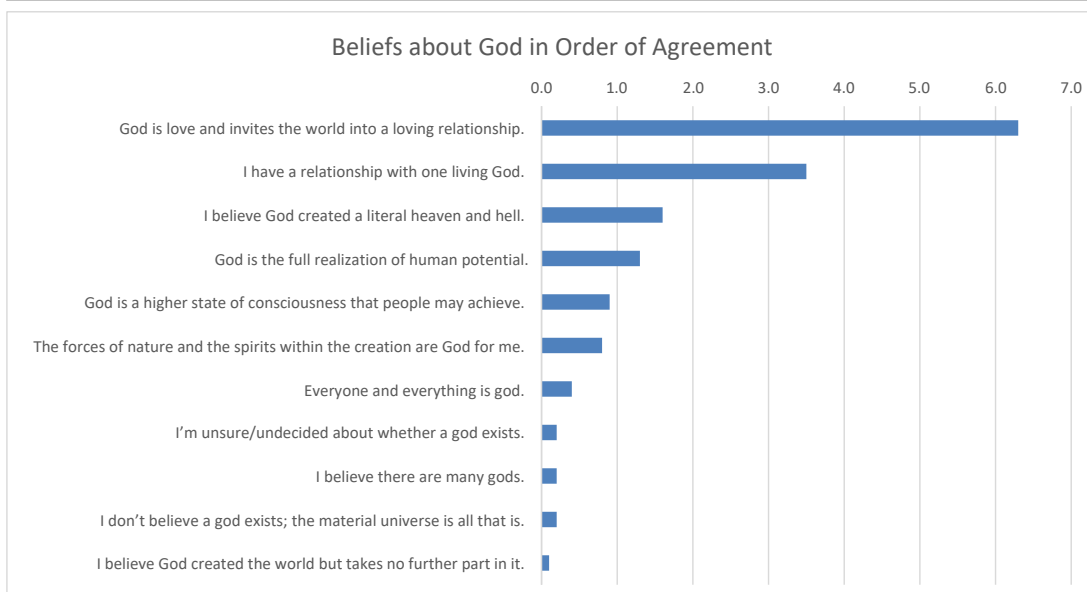 Beliefs about God in Order of Agreement
0.0 1.0 2.0 3.0 4.0 5.0 6.0 7.0
God is love and invites the world into a loving relationship.
I have a relationship with one living God.
I believe God created a literal heaven and hell.
God is the full realization of human potential.
God is a higher state of consciousness that people may achieve.
The forces of nature and the spirits within the creation are God for me.
Everyone and everything is god.
I’m unsure/undecided about whether a god exists.
I believe there are many gods.
I don’t believe a god exists; the material universe is all that is.
I believe God created the world but takes no further part in it.